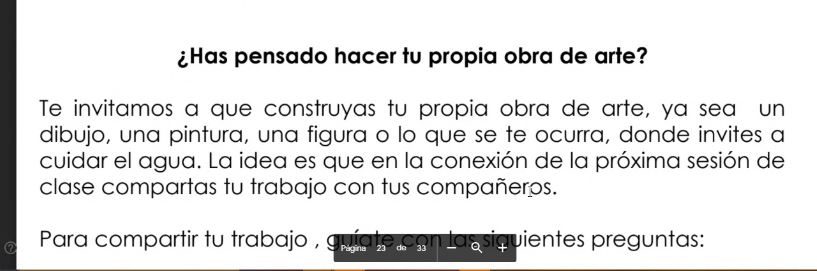 ¿Has pensado hacer tu propia obra de arte?
Te invitamos a que construyas tu propia obra de arte, ya sea un
dibujo, una pintura, una figura o lo que se te ocurra, donde invites a
cuidar el agua. La idea es que en la conexión de la próxima sesión de
clase compartas tu trabajo con tus compañeros.
Para compartir tu trabajo , guíate con las siguientes preguntas:
Página 23 de 33 — +